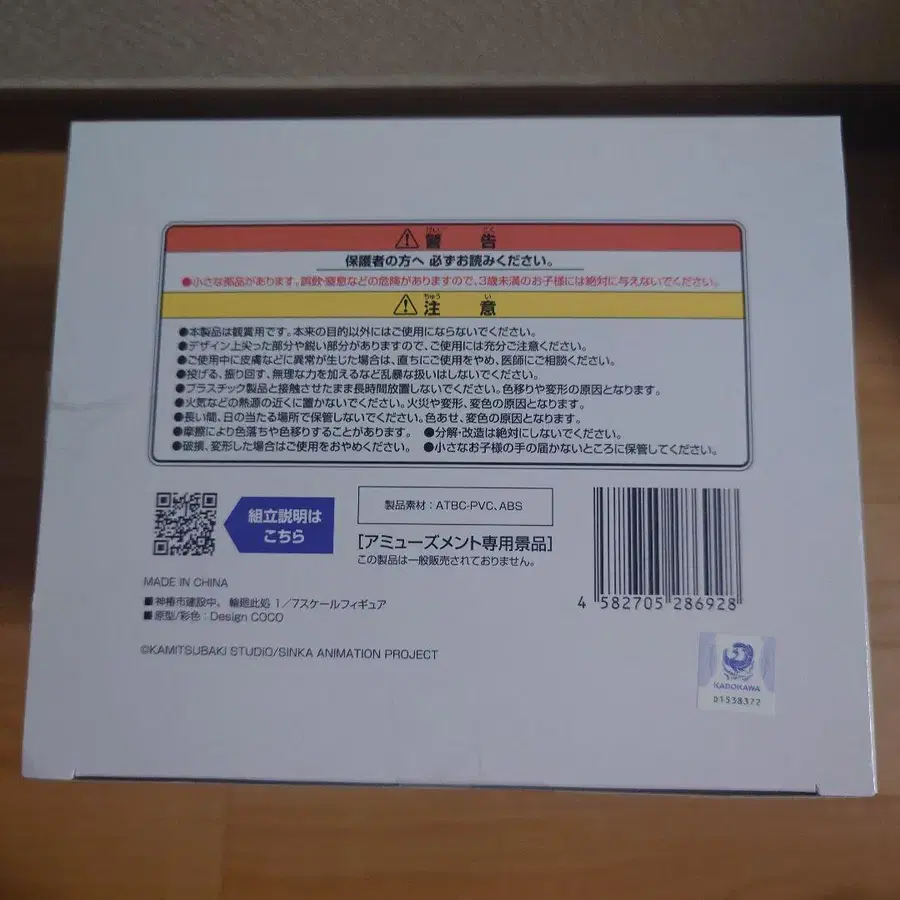 警告
保護者の方へ 必ずお読みください。
●小さな部品があります。誤飲・窒息などの危険がありますので、3歳未満のお子様には絶対に与えないでください。
注意
●本製品は観賞用です。本来の目的以外にはご使用にならないでください。
●デザイン上尖った部分や鋭い部分がありますので、ご使用には充分ご注意ください。
●ご使用中に皮膚などに異常が生じた場合は、直ちにご使用をやめ、医師にご相談ください。
●投げる、振り回す、無理な力を加えるなど乱暴な扱いはしないでください。
●プラスチック製品と接触させたまま長時間放置しないでください。色移りや変形の原因となります。
●火気などの熱源の近くに置かないでください。火災や変形、変色の原因となります。
●長い間、日の当たる場所で保管しないでください。色あせ、変色の原因となります。
●摩擦により色落ちや色移りすることがあります。 ●分解・改造は絶対にしないでください。
●破損、変形した場合はご使用をおやめください。 ●小さなお子様の手の届かないところに保管してください。
組立説明は
こちら
製品素材：ATBC-PVC、ABS
[アミューズメント専用景品]
この製品は一般販売されておりません。
MADE IN CHINA
■神椿市建設中。 輪廻此処 1／7スケールフィギュア
■原型/彩色：Design COCO
©KAMITSUBAKI STUDIO/SINKA ANIMATION PROJECT
4 582705 286928
KADOKAWA
01538372